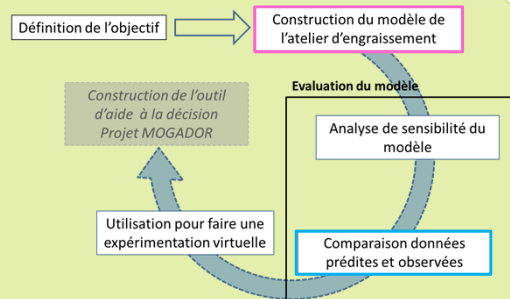 Définition de l'objectif
Construction du modèle de
l'atelier d'engraissement
Evaluation du modèle
Construction de l'outil
d'aide à la décision
Projet MOGADOR
Analyse de sensibilité du
modèle
Utilisation pour faire une
expérimentation virtuelle
Comparaison données
prédites et observées